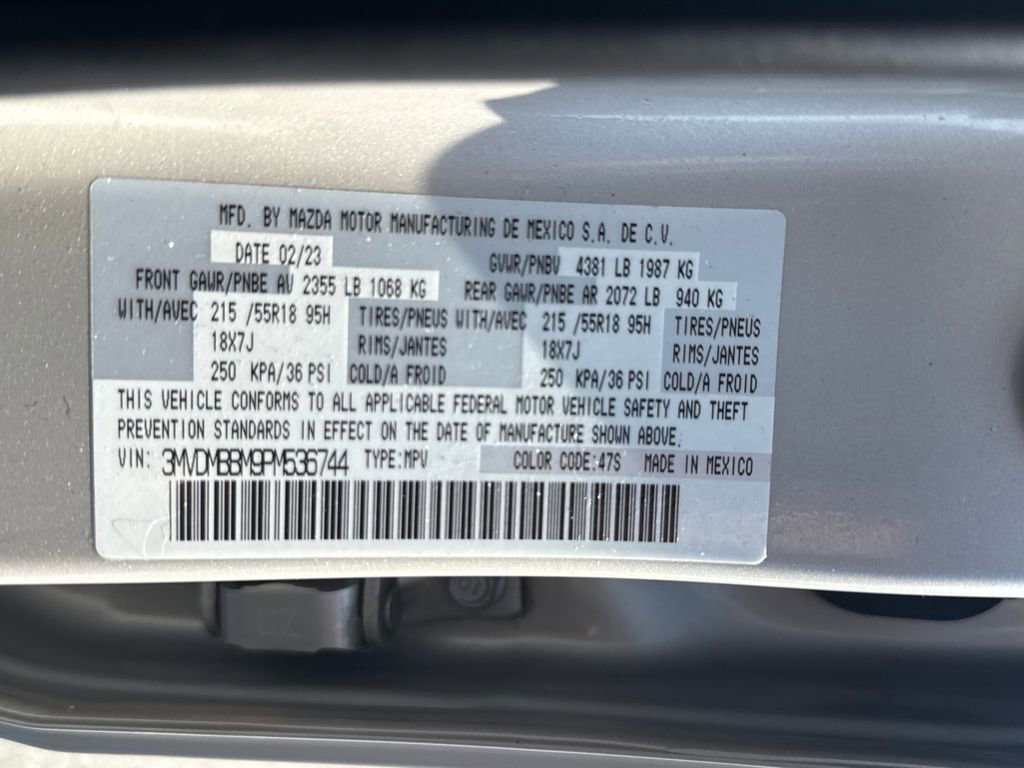 MFD. BY MAZDA MOTOR MANUFACTURING DE MEXICO S.A. DE C.V.
DATE 02/23 GVWR/PNBV 4381 LB 1987 KG
FRONT GAWR/PNBE AV 2355 LB 1068 KG REAR GAWR/PNBE AR 2072 LB 940 KG
WITH/AVEC 215 /55R18 95H TIRES/PNEUS WITH/AVEC 215 /55R18 95H TIRES/PNEUS
18X7J RIMS/JANTES 18X7J RIMS/JANTES
250 KPA/36 PSI COLD/A FROID 250 KPA/36 PSI COLD/A FROID
THIS VEHICLE CONFORMS TO ALL APPLICABLE FEDERAL MOTOR VEHICLE SAFETY AND THEFT
PREVENTION STANDARDS IN EFFECT ON THE DATE OF MANUFACTURE SHOWN ABOVE.
VIN: 3MVDMBBM9PM536744 TYPE:MPV COLOR CODE:47S MADE IN MEXICO